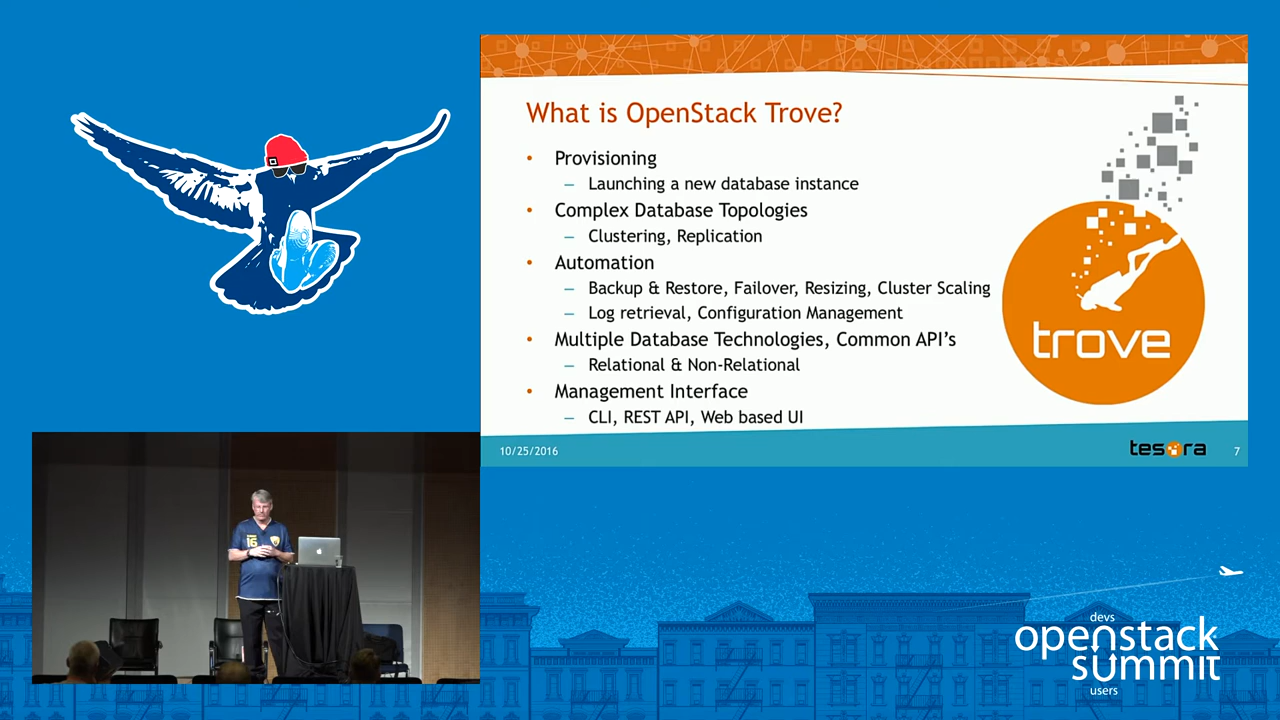 What is OpenStack Trove?
• Provisioning
– Launching a new database instance
• Complex Database Topologies
– Clustering, Replication
• Automation
– Backup & Restore, Failover, Resizing, Cluster Scaling
– Log retrieval, Configuration Management
• Multiple Database Technologies, Common API's
– Relational & Non-Relational
• Management Interface
– CLI, REST API, Web based UI
trove
10/25/2016
tesora
7
16
devs
openstack
summit
users